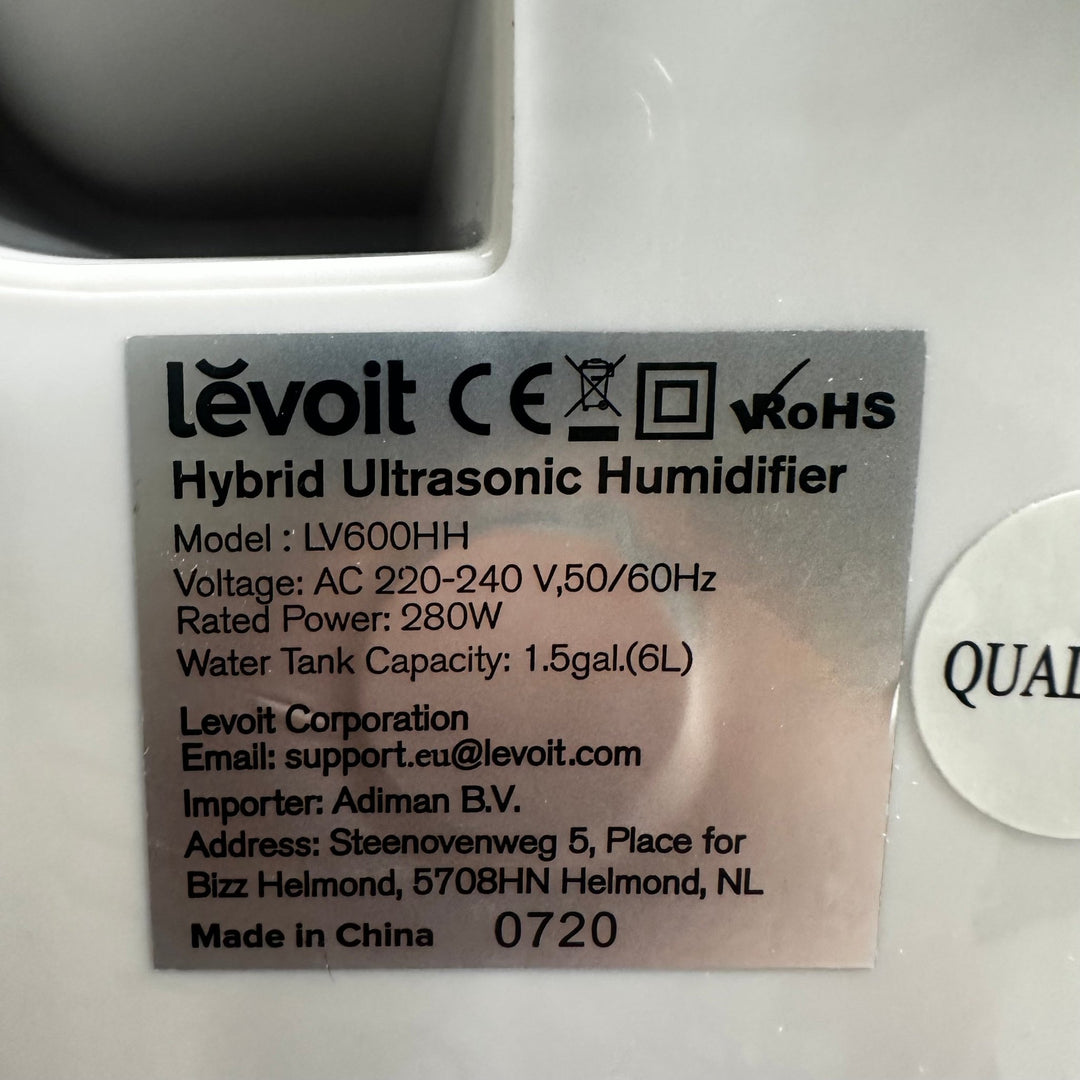 lĕvoit CE RoHS
Hybrid Ultrasonic Humidifier
Model : LV600HH
Voltage: AC 220-240 V,50/60Hz
Rated Power: 280W
Water Tank Capacity: 1.5gal.(6L)
Levoit Corporation
Email: support.eu@levoit.com
Importer: Adiman B.V.
Address: Steenovenweg 5, Place for
Bizz Helmond, 5708HN Helmond, NL
Made in China 0720